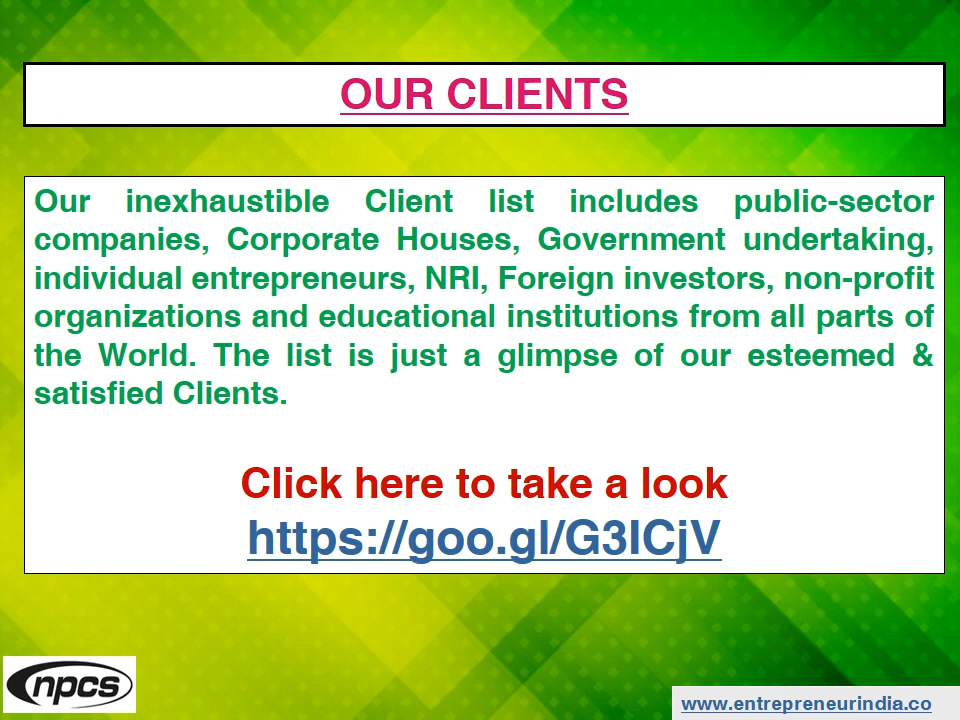 OUR CLIENTS
Our inexhaustible Client list includes public-sector
companies, Corporate Houses, Government undertaking,
individual entrepreneurs, NRI, Foreign investors, non-profit
organizations and educational institutions from all parts of
the World. The list is just a glimpse of our esteemed &
satisfied Clients.
Click here to take a look
https://goo.gl/G3ICjV
npcs
www.entrepreneurindia.co